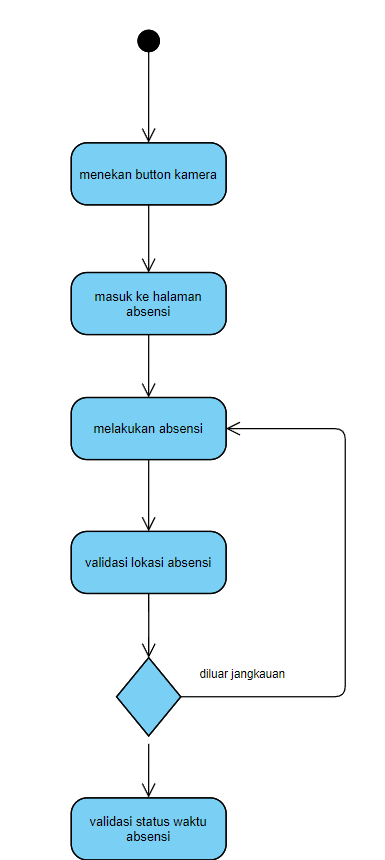 menekan button kamera
masuk ke halaman
absensi
melakukan absensi
validasi lokasi absensi
diluar jangkauan
validasi status waktu
absensi